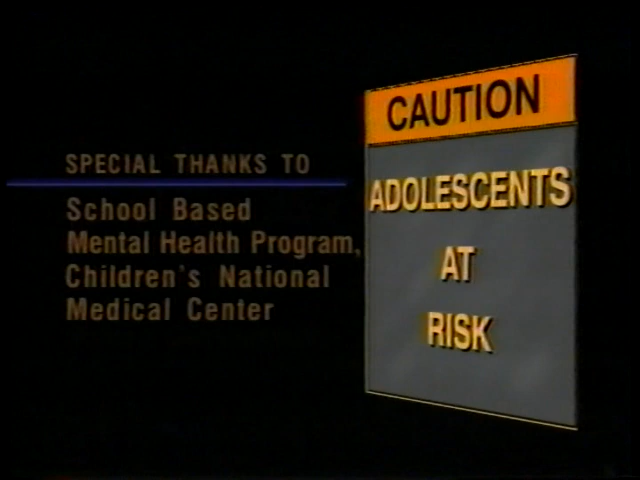 SPECIAL THANKS TO
School Based
Mental Health Program,
Children's National
Medical Center
CAUTION
ADOLESCENTS
AT
RISK